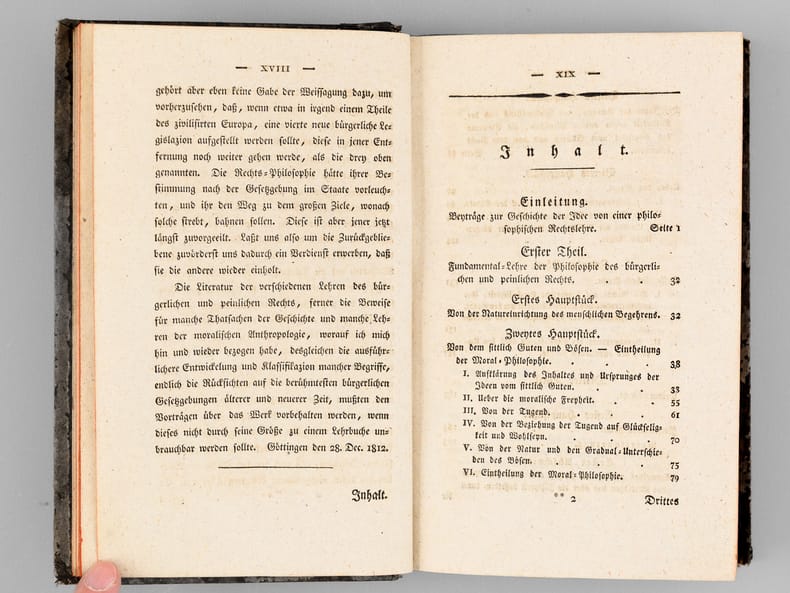 — XVIII —
gehört aber eben keine Gabe der Weissagung dazu, um
vorherzusehen, daß, wenn etwa in irgend einem Theile
des zivilisirten Europa, eine vierte neue bürgerliche Le-
gislazion aufgestellt werden sollte, diese in jener Ent-
fernung noch weiter gehen werde, als die drey oben
genannten. Die Rechts-Philosophie hätte ihrer Be-
stimmung nach der Gesetzgebung im Staate vorleuch-
ten, und ihr den Weg zu dem großen Ziele, wonach
solche strebt, bahnen sollen. Diese ist aber jener jetzt
längst zuvorgeeilt. Laßt uns also um die Zurückgeblie-
bene zuvörderst uns dadurch ein Verdienst erwerben, daß
sie die andere wieder einholt.
Die Literatur der verschiedenen Lehren des bür-
gerlichen und peinlichen Rechts, ferner die Beweise
für manche Thatsachen der Geschichte und manche Leh-
ren der moralischen Anthropologie, worauf ich mich
hin und wieder bezogen habe, desgleichen die ausführ-
lichere Entwickelung und Klassifikazion mancher Begriffe,
endlich die Rücksichten auf die berühmtesten bürgerlichen
Gesetzgebungen älterer und neuerer Zeit, mußten den
Vorträgen über das Werk vorbehalten werden, wenn
dieses nicht durch seine Größe zu einem Lehrbuche un-
brauchbar werden sollte. Göttingen den 28. Dec. 1812.
Inhalt.
— XIX —
Inhalt.
Einleitung.
Beyträge zur Geschichte der Idee von einer philo-
sophischen Rechtslehre. Seite 1
Erster Theil.
Fundamental-Lehre der Philosophie des bürgerli-
chen und peinlichen Rechts. . . 32
Erstes Hauptstück.
Von der Natureinrichtung des menschlichen Begehrens. 32
Zweytes Hauptstück.
Von dem sittlich Guten und Bösen. — Eintheilung
der Moral-Philosophie. . . . 38
I. Aufklärung des Inhaltes und Ursprunges der
Ideen vom sittlich Guten. . . 33
II. Ueber die moralische Freyheit. . . 55
III. Von der Tugend. . . . 61
IV. Von der Beziehung der Tugend auf Glückselig-
keit und Wohlseyn. . . . 70
V. Von der Natur und den Gradual-Unterschie-
den des Bösen. . . . 75
VI. Eintheilung der Moral-Philosophie. . 79
** 2 Drittes